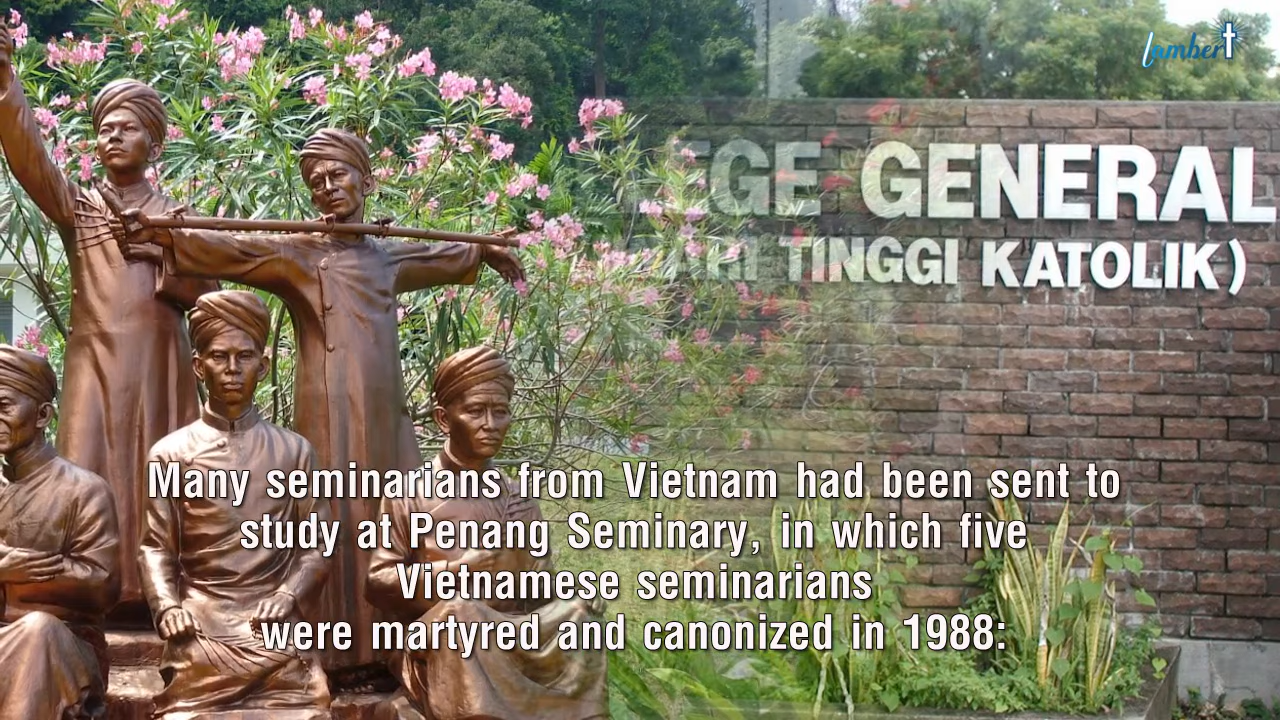 Lambert
EGE GENERAL
TINGGI KATOLIK)
Many seminarians from Vietnam had been sent to
study at Penang Seminary, in which five
Vietnamese seminarians
were martyred and canonized in 1988: